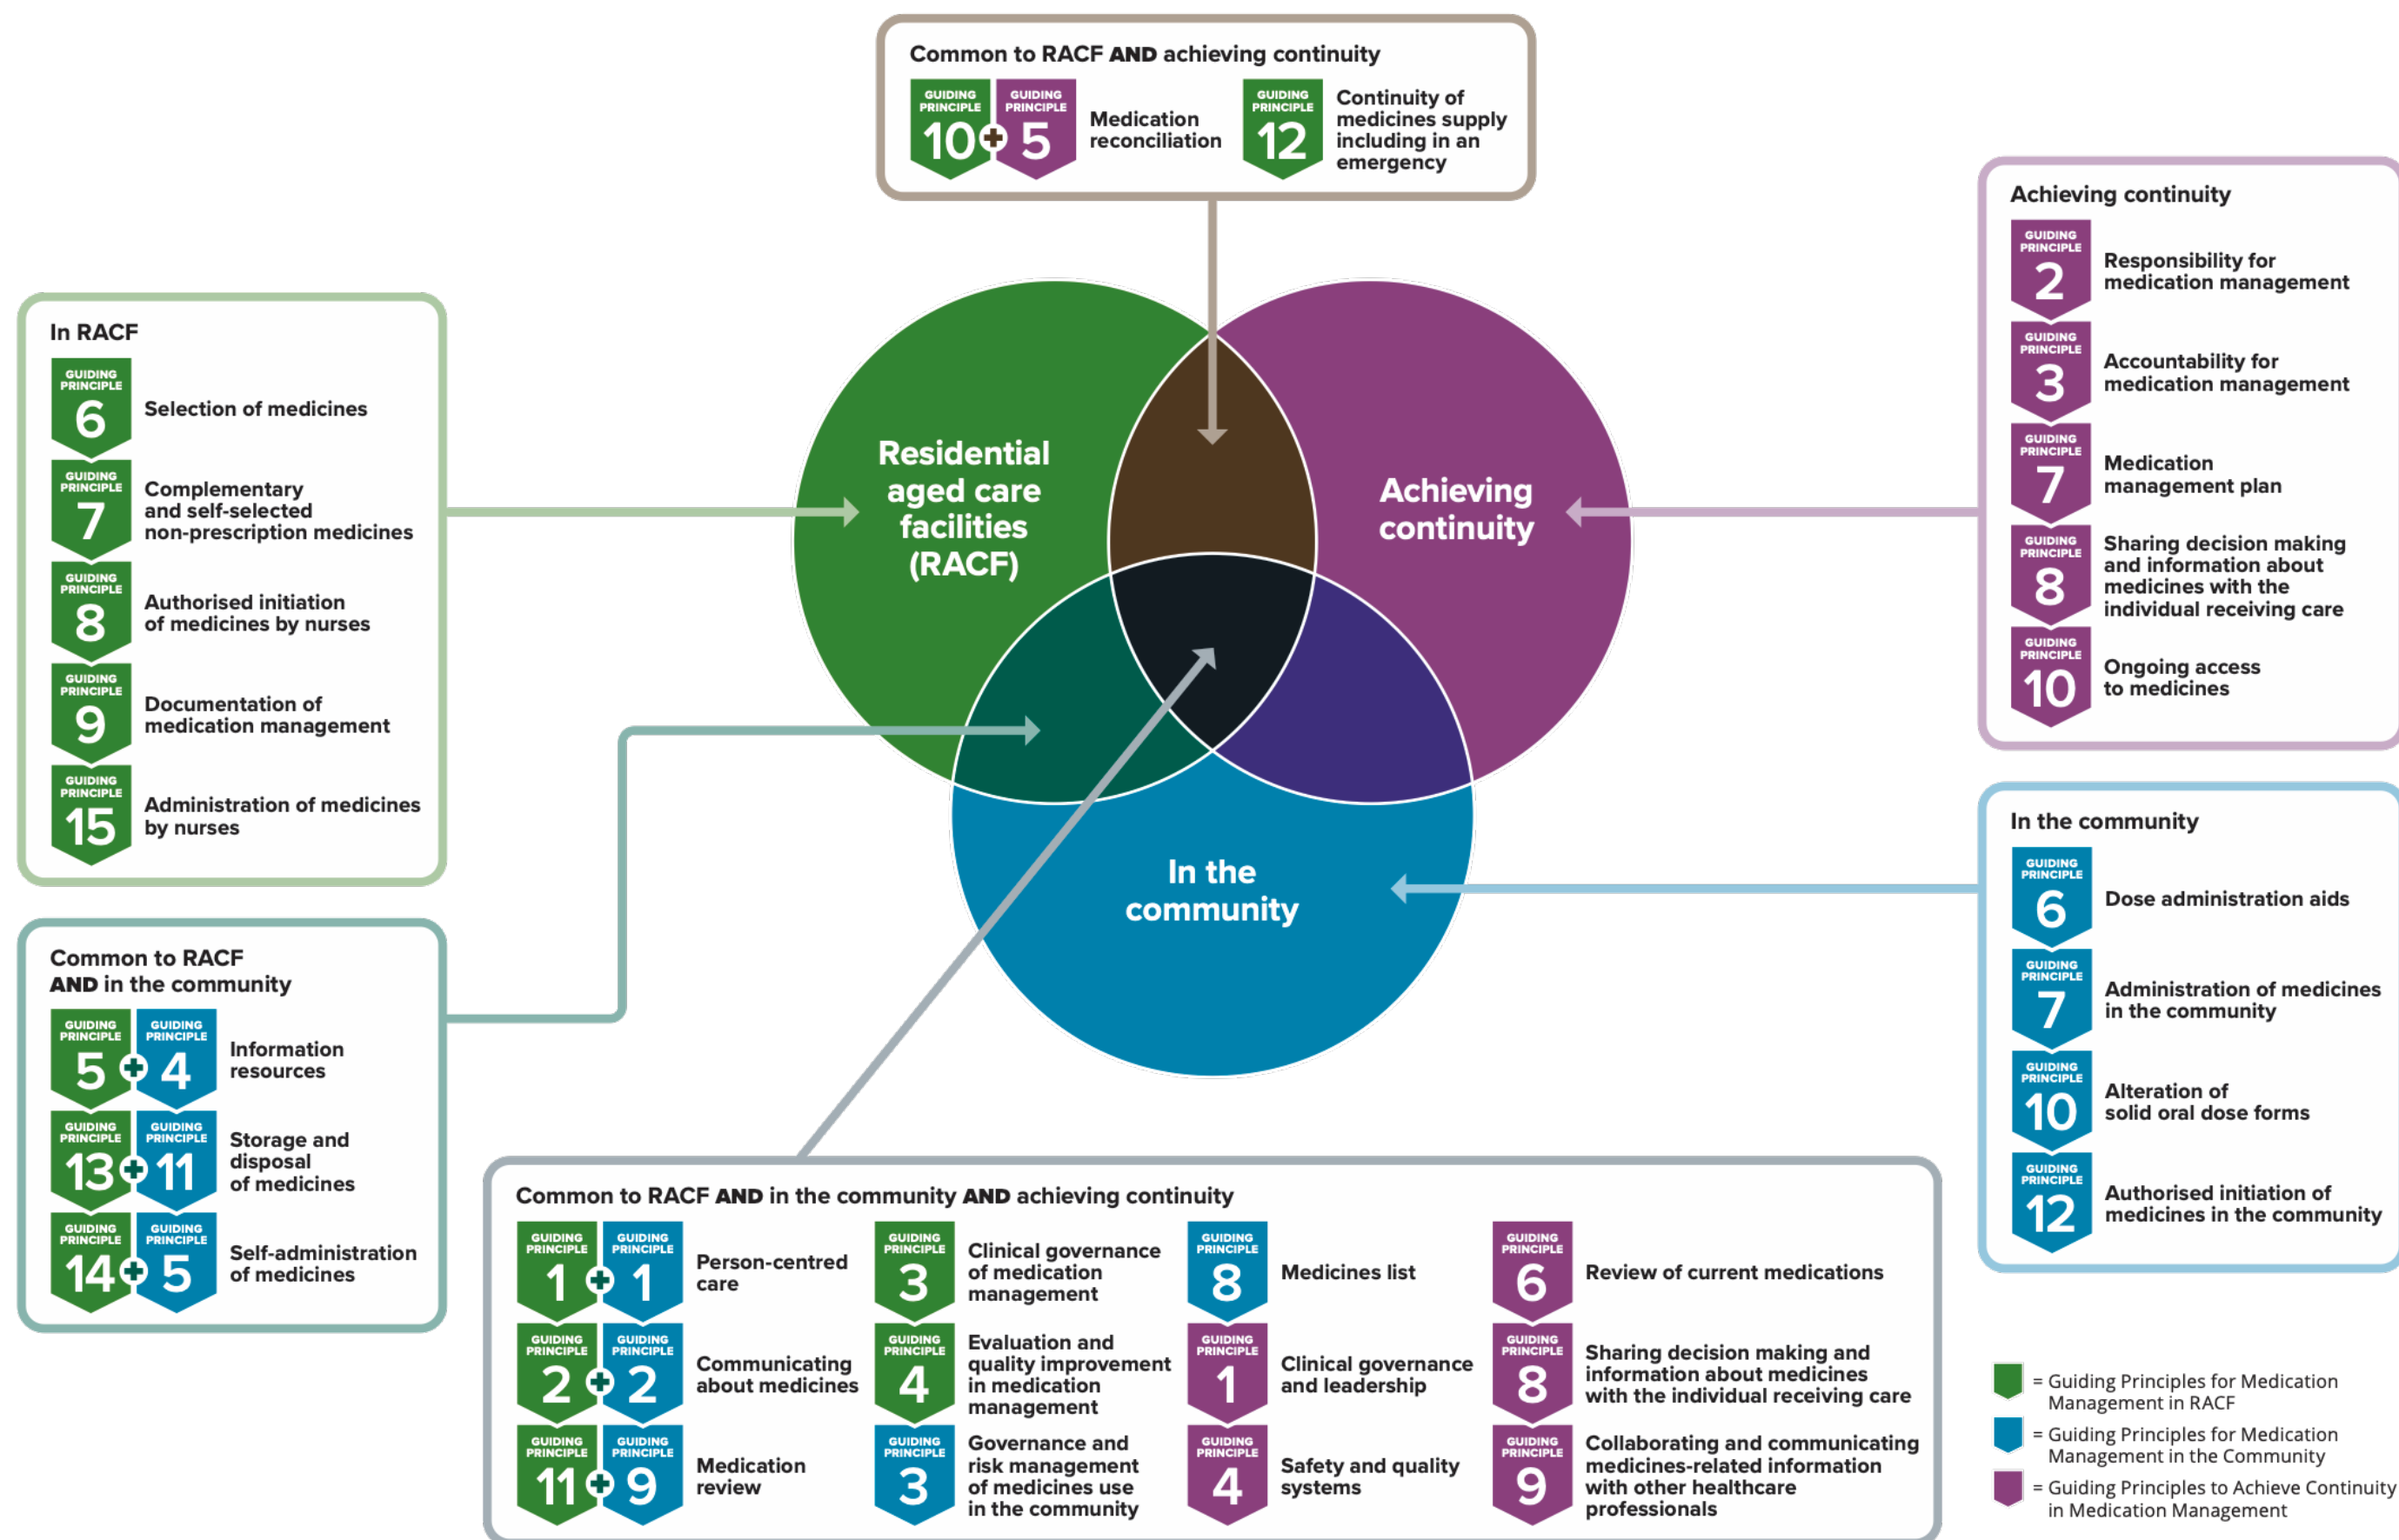 Common to RACF AND achieving continuity
GUIDING
PRINCIPLE
10
+
GUIDING
PRINCIPLE
5
Medication
reconciliation
GUIDING
PRINCIPLE
12
Continuity of
medicines supply
including in an
emergency
In RACF
GUIDING
PRINCIPLE
6
Selection of medicines
GUIDING
PRINCIPLE
7
Complementary
and self-selected
non-prescription medicines
GUIDING
PRINCIPLE
8
Authorised initiation
of medicines by nurses
GUIDING
PRINCIPLE
9
Documentation of
medication management
GUIDING
PRINCIPLE
15
Administration of medicines
by nurses
Residential
aged care
facilities
(RACF)
Achieving
continuity
In the
community
Achieving continuity
GUIDING
PRINCIPLE
2
Responsibility for
medication management
GUIDING
PRINCIPLE
3
Accountability for
medication management
GUIDING
PRINCIPLE
7
Medication
management plan
GUIDING
PRINCIPLE
8
Sharing decision making
and information about
medicines with the
individual receiving care
GUIDING
PRINCIPLE
10
Ongoing access
to medicines
Common to RACF
AND in the community
GUIDING
PRINCIPLE
5
+
GUIDING
PRINCIPLE
4
Information
resources
GUIDING
PRINCIPLE
13
+
GUIDING
PRINCIPLE
11
Storage and
disposal
of medicines
GUIDING
PRINCIPLE
14
+
GUIDING
PRINCIPLE
5
Self-administration
of medicines
In the community
GUIDING
PRINCIPLE
6
Dose administration aids
GUIDING
PRINCIPLE
7
Administration of medicines
in the community
GUIDING
PRINCIPLE
10
Alteration of
solid oral dose forms
GUIDING
PRINCIPLE
12
Authorised initiation of
medicines in the community
Common to RACF AND in the community AND achieving continuity
GUIDING
PRINCIPLE
1
+
GUIDING
PRINCIPLE
1
Person-centred
care
GUIDING
PRINCIPLE
2
+
GUIDING
PRINCIPLE
2
Communicating
about medicines
GUIDING
PRINCIPLE
11
+
GUIDING
PRINCIPLE
9
Medication
review
GUIDING
PRINCIPLE
3
Clinical governance
of medication
management
GUIDING
PRINCIPLE
4
Evaluation and
quality improvement
in medication
management
GUIDING
PRINCIPLE
3
Governance and
risk management
of medicines use
in the community
GUIDING
PRINCIPLE
8
Medicines list
GUIDING
PRINCIPLE
1
Clinical governance
and leadership
GUIDING
PRINCIPLE
4
Safety and quality
systems
GUIDING
PRINCIPLE
6
Review of current medications
GUIDING
PRINCIPLE
8
Sharing decision making and
information about medicines
with the individual receiving care
GUIDING
PRINCIPLE
9
Collaborating and communicating
medicines-related information
with other healthcare
professionals
= Guiding Principles for Medication
Management in RACF
= Guiding Principles for Medication
Management in the Community
= Guiding Principles to Achieve Continuity
in Medication Management